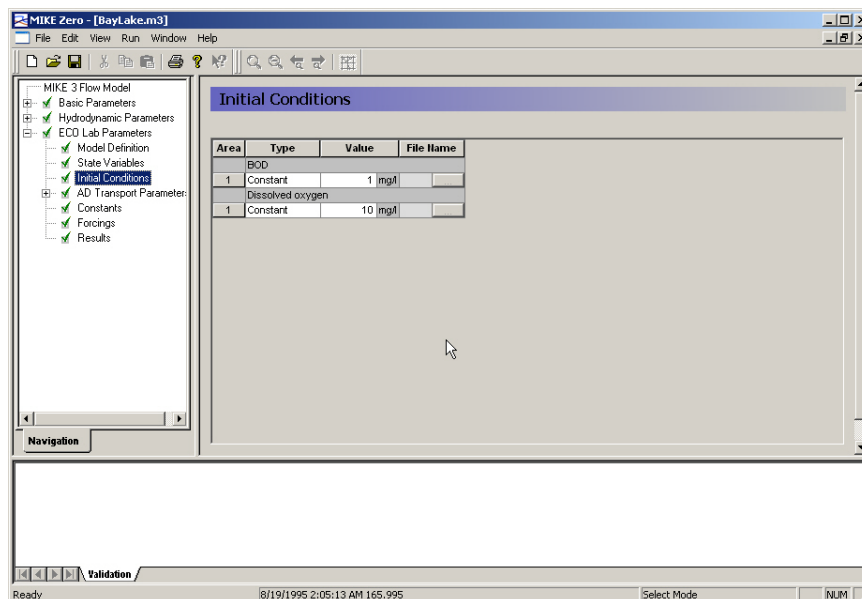 MIKE Zero - [BayLake.m3]
File Edit View Run Window Help
MIKE 3 Flow Model
Basic Parameters
Hydrodynamic Parameters
ECO Lab Parameters
Model Definition
State Variables
Initial Conditions
AD Transport Parameter
Constants
Forcings
Results
Navigation
Initial Conditions
Area Type Value File Name
BOD
1 Constant 1 mg/l
Dissolved oxygen
1 Constant 10 mg/l
Validation
Ready 8/19/1995 2:05:13 AM 165.995 Select Mode NUM